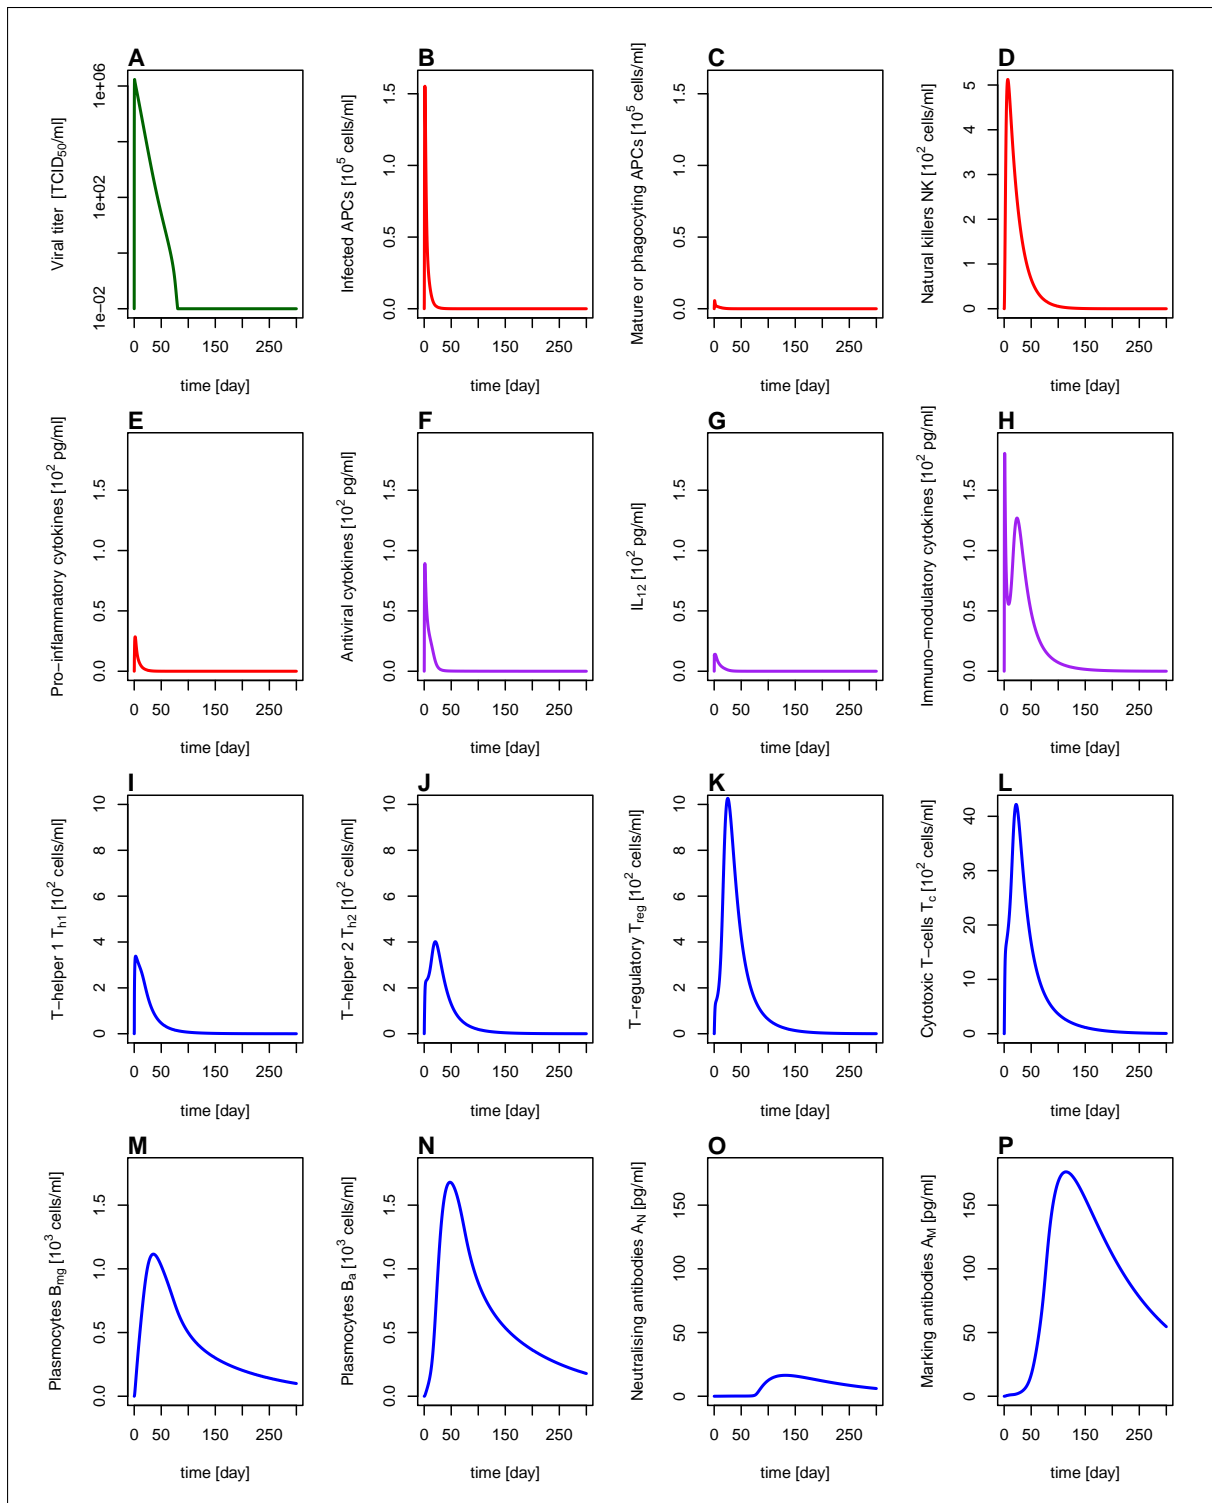 A
Viral titer [TCID50/ml]
1e−02 1e+02 1e+06
0 50 150 250
time [day]
B
Infected APCs [10^5 cells/ml]
0.0 0.5 1.0 1.5
0 50 150 250
time [day]
C
Mature or phagocyting APCs [10^5 cells/ml]
0.0 0.5 1.0 1.5
0 50 150 250
time [day]
D
Natural killers NK [10^2 cells/ml]
0 1 2 3 4 5
0 50 150 250
time [day]
E
Pro−inflammatory cytokines [10^2 pg/ml]
0.0 0.5 1.0 1.5
0 50 150 250
time [day]
F
Antiviral cytokines [10^2 pg/ml]
0.0 0.5 1.0 1.5
0 50 150 250
time [day]
G
IL12 [10^2 pg/ml]
0.0 0.5 1.0 1.5
0 50 150 250
time [day]
H
Immuno−modulatory cytokines [10^2 pg/ml]
0.0 0.5 1.0 1.5
0 50 150 250
time [day]
I
T−helper 1 Th1 [10^2 cells/ml]
0 2 4 6 8 10
0 50 150 250
time [day]
J
T−helper 2 Th2 [10^2 cells/ml]
0 2 4 6 8 10
0 50 150 250
time [day]
K
T−regulatory Treg [10^2 cells/ml]
0 2 4 6 8 10
0 50 150 250
time [day]
L
Cytotoxic T−cells Tc [10^2 cells/ml]
0 10 20 30 40
0 50 150 250
time [day]
M
Plasmocytes Bmg [10^3 cells/ml]
0.0 0.5 1.0 1.5
0 50 150 250
time [day]
N
Plasmocytes Ba [10^3 cells/ml]
0.0 0.5 1.0 1.5
0 50 150 250
time [day]
O
Neutralising antibodies AN [pg/ml]
0 50 100 150
0 50 150 250
time [day]
P
Marking antibodies AM [pg/ml]
0 50 100 150
0 50 150 250
time [day]